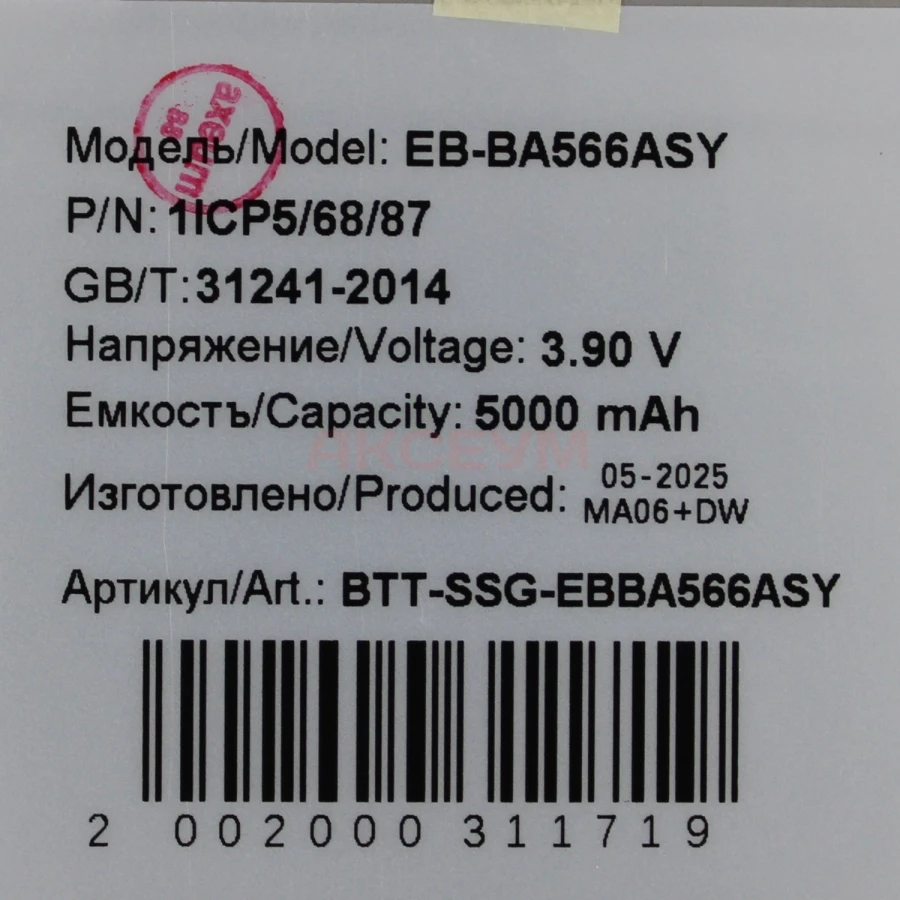 Модель/Model: EB-BA566ASY
P/N: 1ICP5/68/87
GB/T:31241-2014
Напряжение/Voltage: 3.90 V
Емкостъ/Capacity: 5000 mAh
АКСЕУМ
Изготовлено/Produced: 05-2025
MA06+DW
Артикул/Art.: BTT-SSG-EBBA566ASY
2 002000 311719